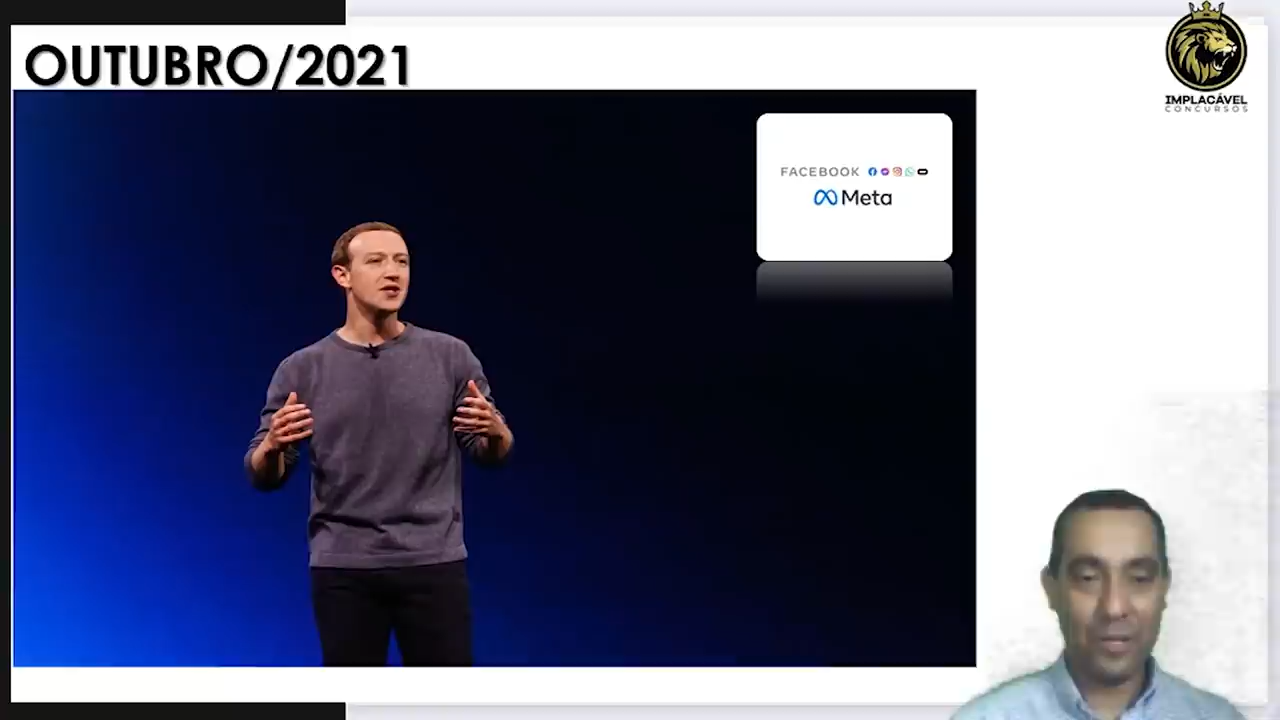 OUTUBRO/2021
IMPLACÁVEL
CONCURSOS
FACEBOOK
Meta